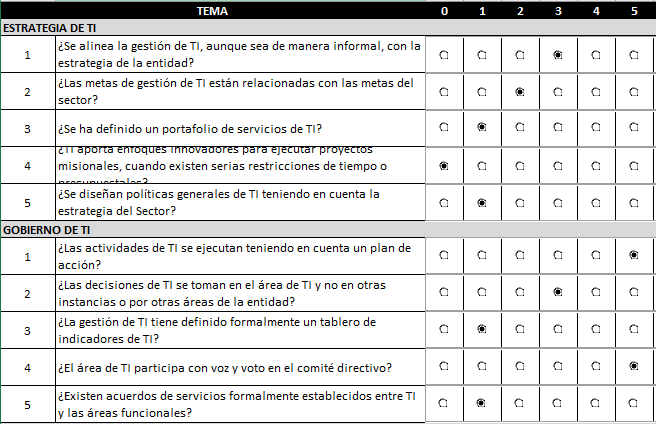 TEMA 0 1 2 3 4 5
ESTRATEGIA DE TI
1 ¿Se alinea la gestión de TI, aunque sea de manera informal, con la
estrategia de la entidad?
2 ¿Las metas de gestión de TI están relacionadas con las metas del
sector?
3 ¿Se ha definido un portafolio de servicios de TI?
4 ¿TI aporta enfoques innovadores para ejecutar proyectos
misionales, cuando existen serias restricciones de tiempo o
presupuestales?
5 ¿Se diseñan políticas generales de TI teniendo en cuenta la
estrategia del Sector?
GOBIERNO DE TI
1 ¿Las actividades de TI se ejecutan teniendo en cuenta un plan de
acción?
2 ¿Las decisiones de TI se toman en el área de TI y no en otras
instancias o por otras áreas de la entidad?
3 ¿La gestión de TI tiene definido formalmente un tablero de
indicadores de TI?
4 ¿El área de TI participa con voz y voto en el comité directivo?
5 ¿Existen acuerdos de servicios formalmente establecidos entre TI
y las áreas funcionales?